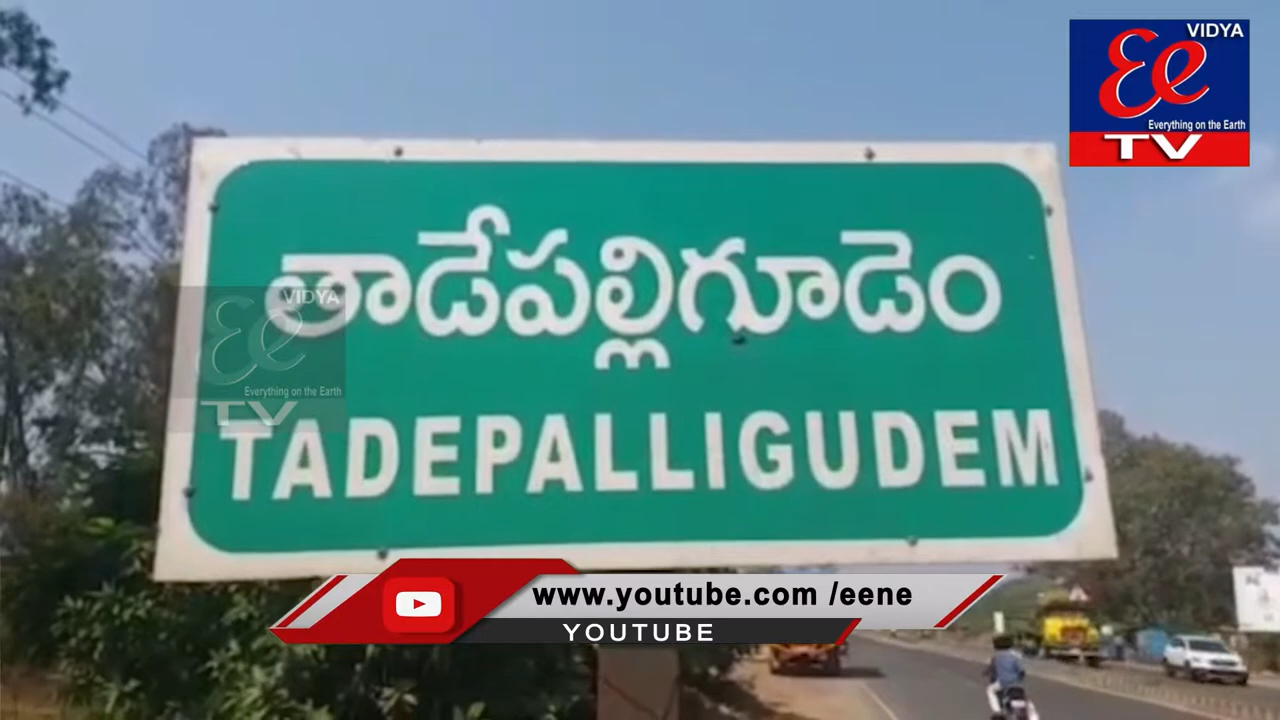 VIDYA
Ee
Everything on the Earth
TV
తాడేపల్లిగూడెం
VIDYA
Ee
Everything on the Earth
TV
TADEPALLIGUDEM
www.youtube.com /eene
YOUTUBE